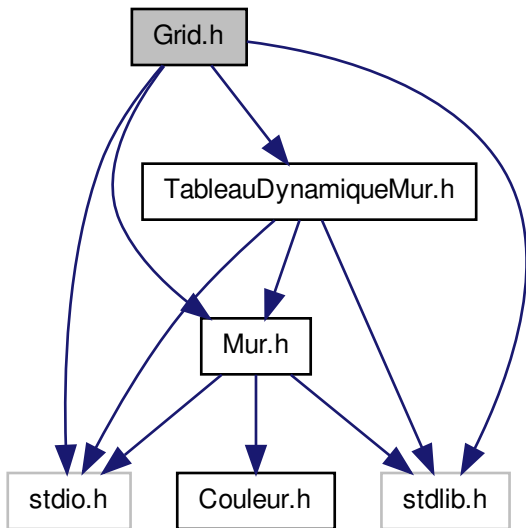 Grid.h
TableauDynamiqueMur.h
Mur.h
stdio.h
Couleur.h
stdlib.h